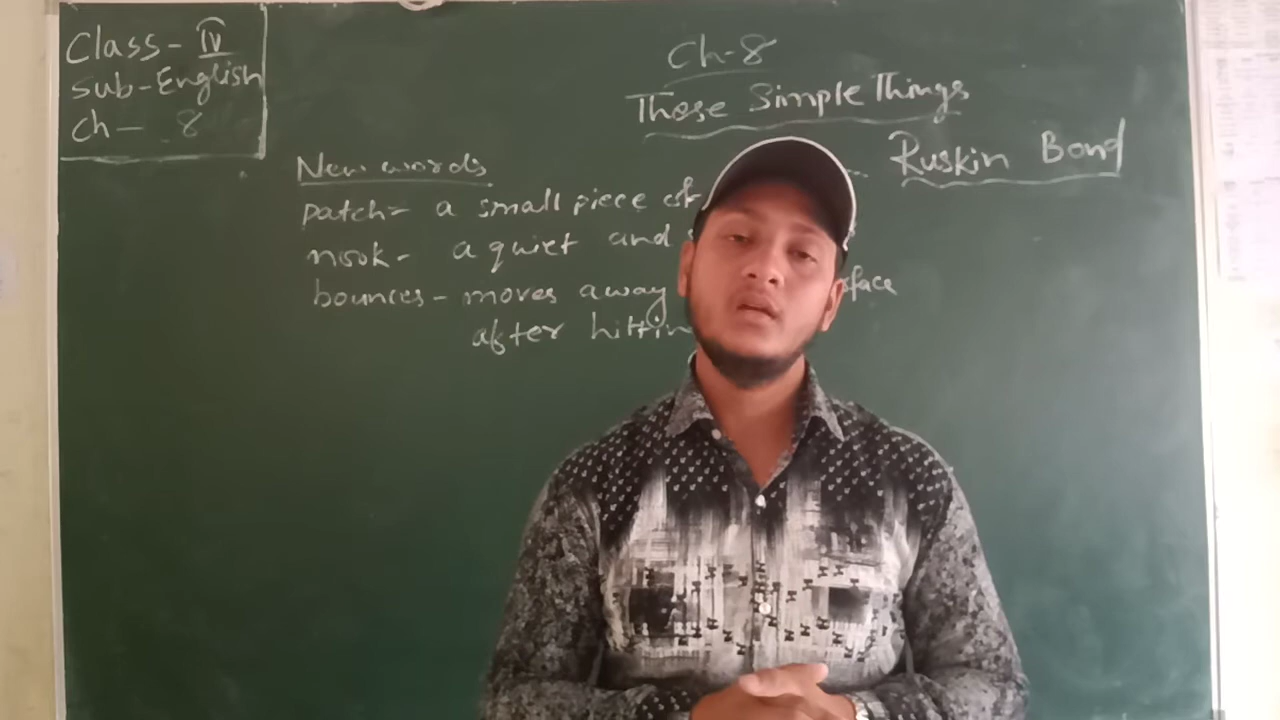 Class - IV
Sub - English
Ch - 8
Ch-8
These Simple Things
Ruskin Bond
New words
patch = a small piece of
nook - a quiet and
bounces - moves away
after hittin